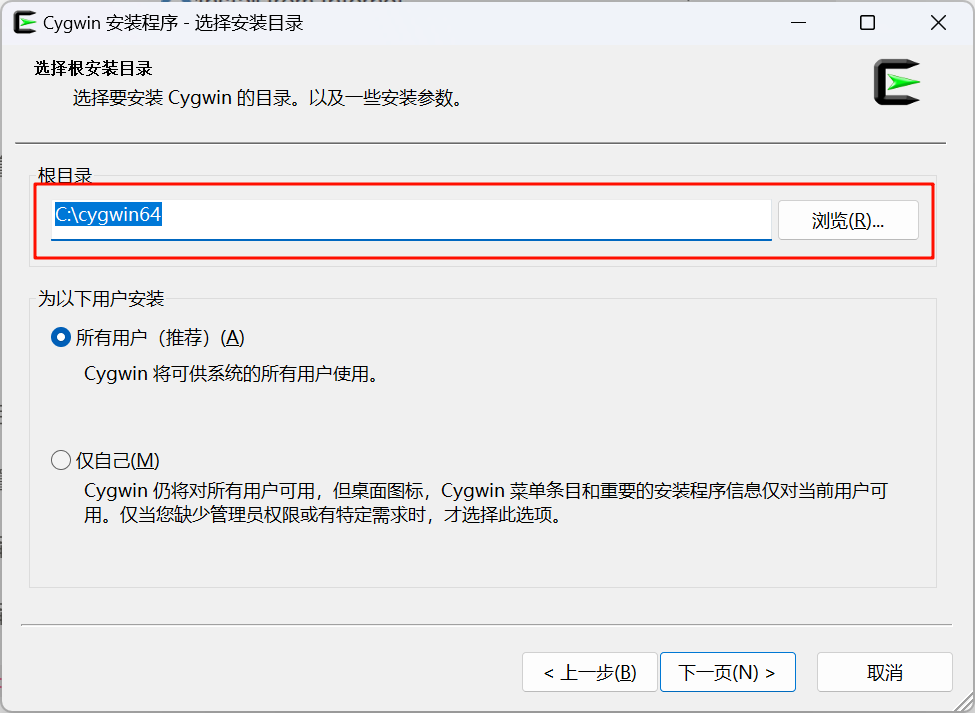 Cygwin 安装程序 - 选择安装目录
选择根安装目录
选择要安装 Cygwin 的目录。以及一些安装参数。
根目录
C:\cygwin64
浏览(R)...
为以下用户安装
所有用户（推荐）(A)
Cygwin 将可供系统的所有用户使用。
仅自己(M)
Cygwin 仍将对所有用户可用，但桌面图标，Cygwin 菜单条目和重要的安装程序信息仅对当前用户可
用。仅当您缺少管理员权限或有特定需求时，才选择此选项。
< 上一步(B)
下一页(N) >
取消